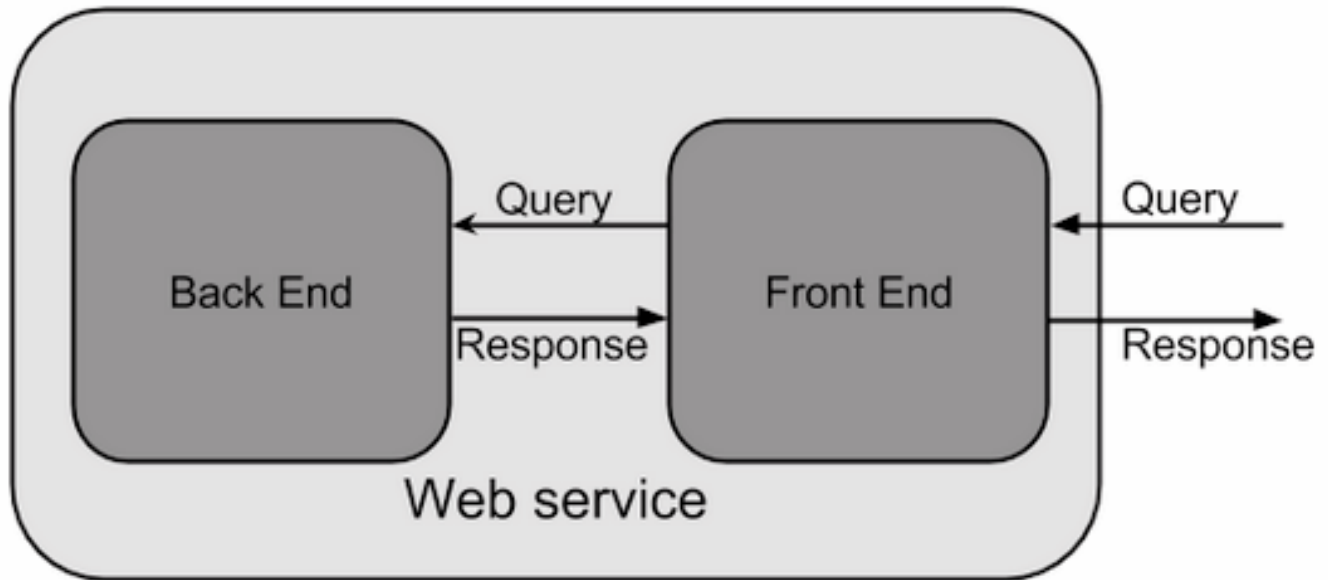 Query
Query
Back End
Front End
Response
Response
Web service